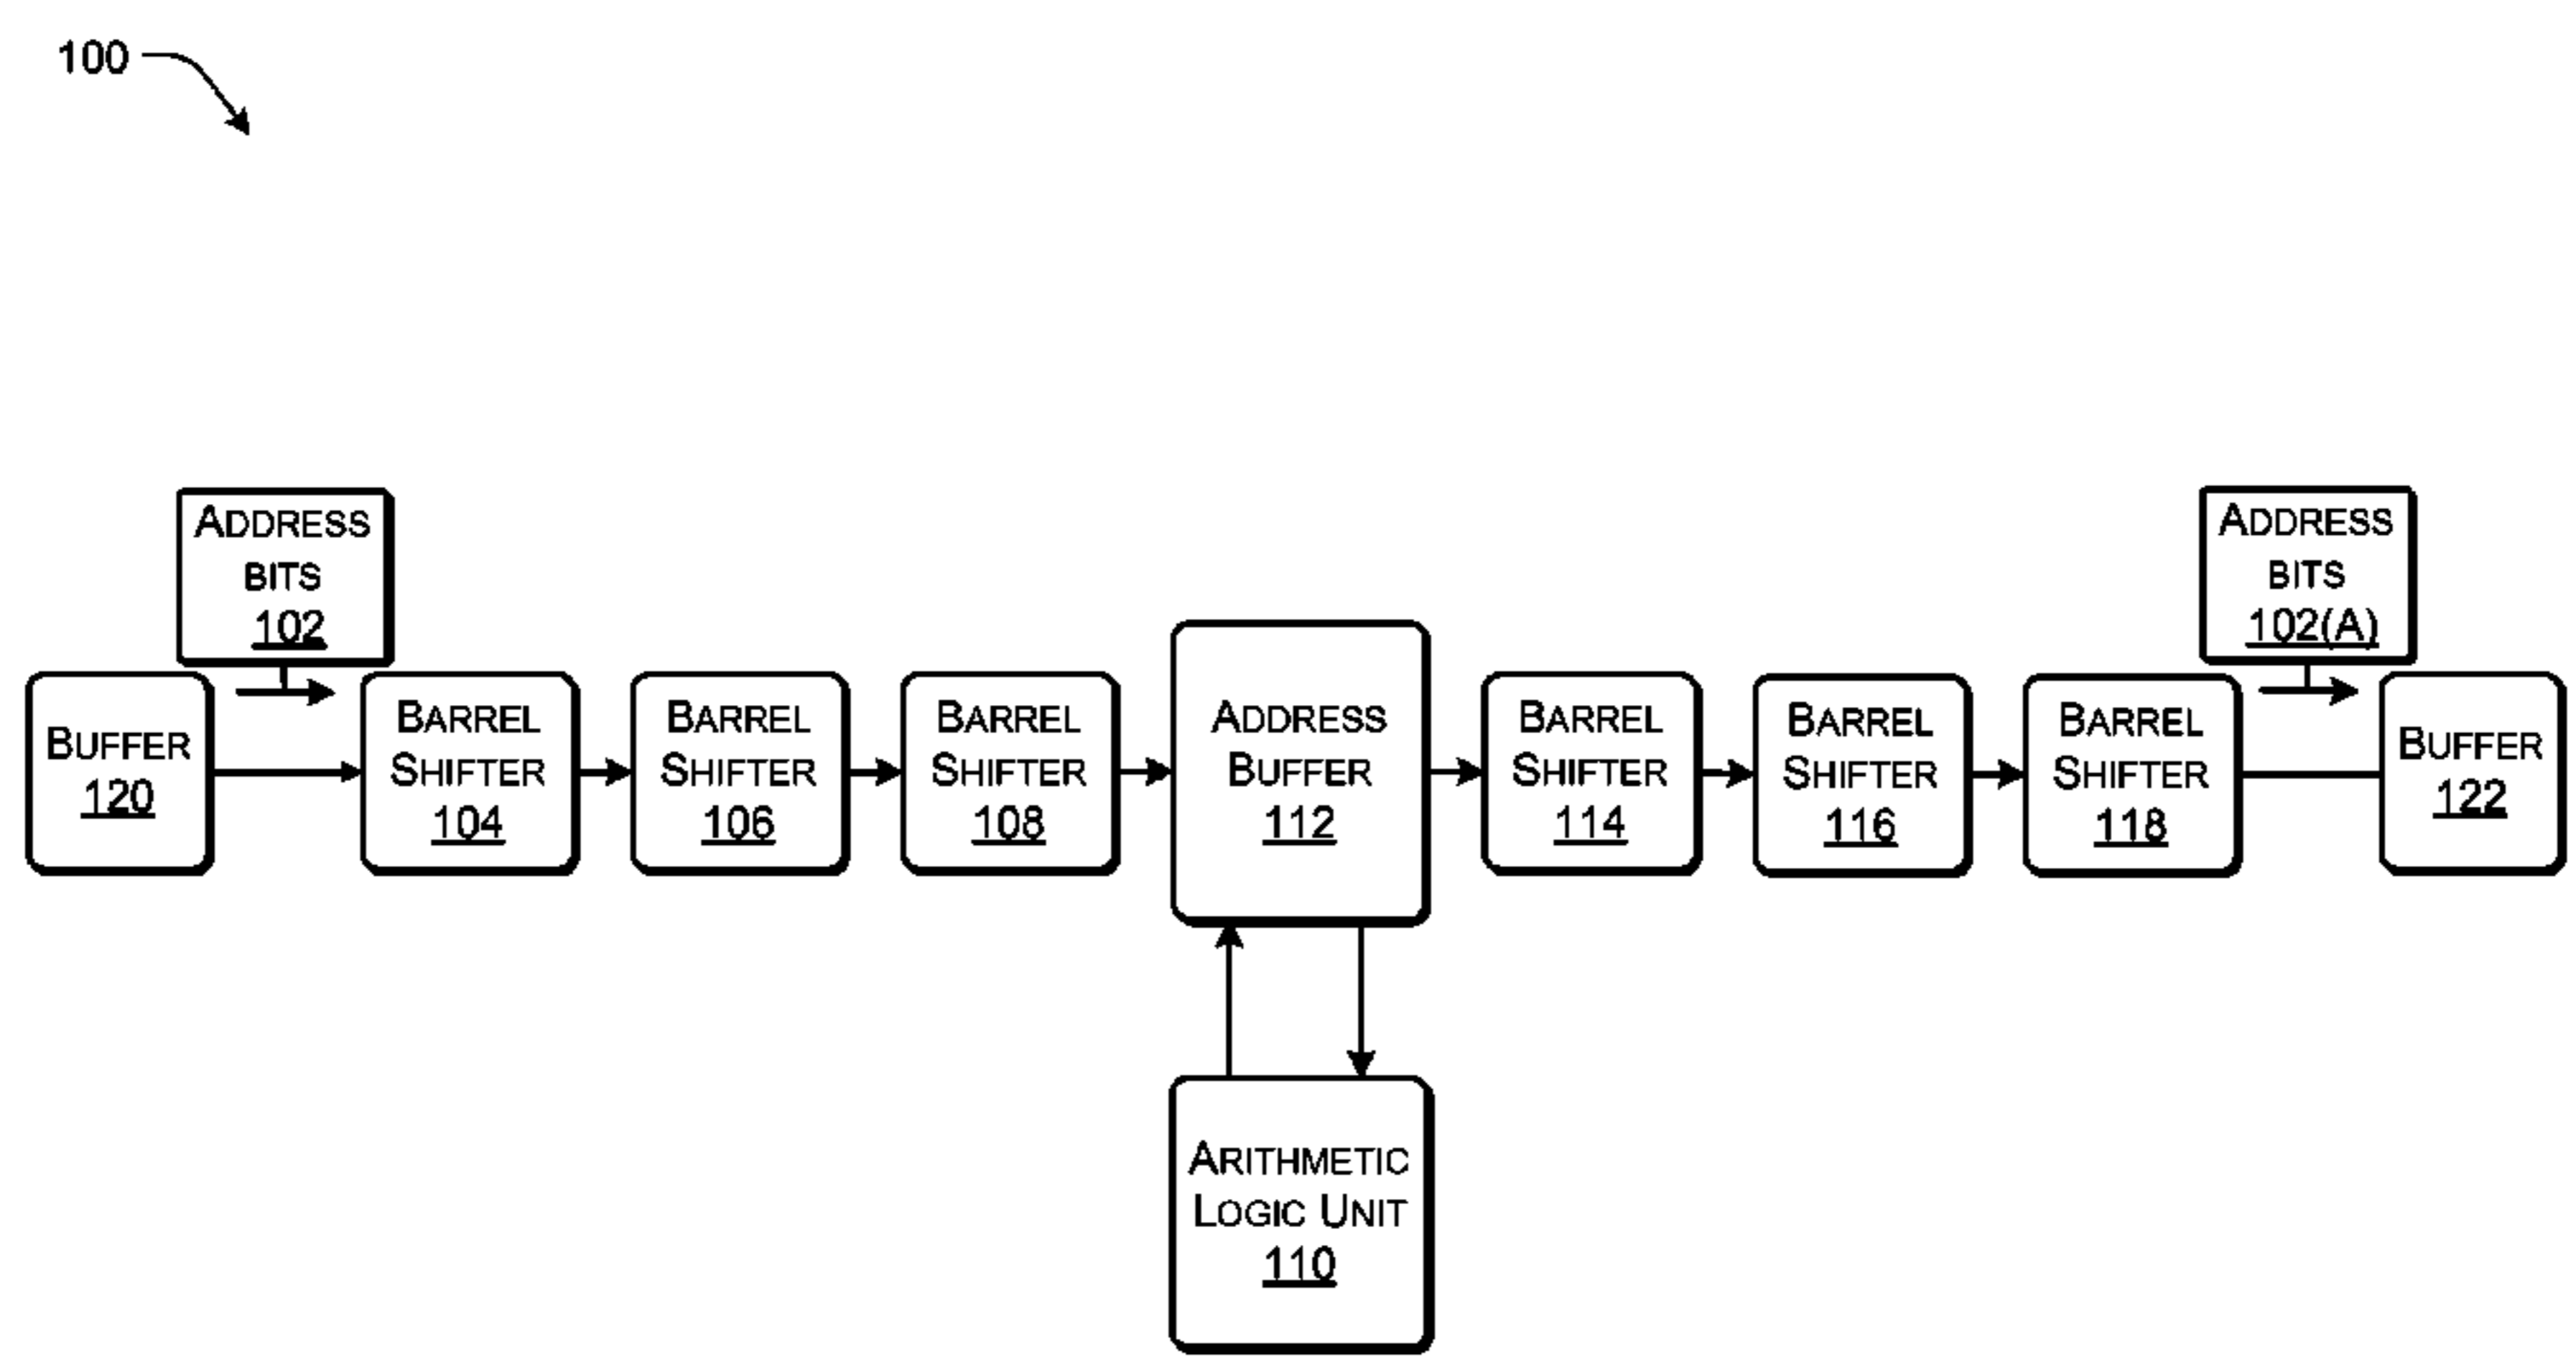 100
ADDRESS
BITS
102
ADDRESS
BITS
102(A)
BUFFER
120
BARREL
SHIFTER
104
BARREL
SHIFTER
106
BARREL
SHIFTER
108
ADDRESS
BUFFER
112
BARREL
SHIFTER
114
BARREL
SHIFTER
116
BARREL
SHIFTER
118
BUFFER
122
ARITHMETIC
LOGIC UNIT
110